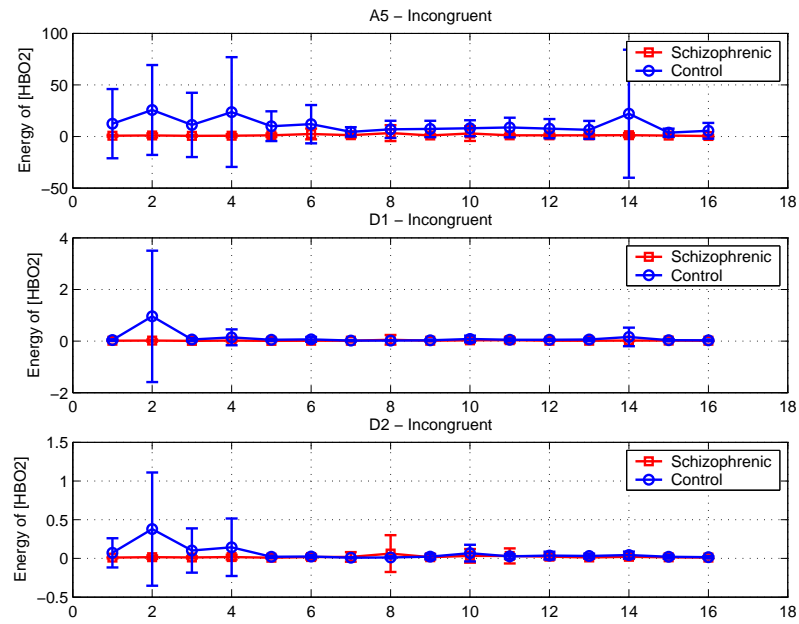 A5 − Incongruent
100
50
0
−50
Energy of [HBO2]
Schizophrenic
Control
0 2 4 6 8 10 12 14 16 18
D1 − Incongruent
4
2
0
−2
Energy of [HBO2]
Schizophrenic
Control
0 2 4 6 8 10 12 14 16 18
D2 − Incongruent
1.5
1
0.5
0
−0.5
Energy of [HBO2]
Schizophrenic
Control
0 2 4 6 8 10 12 14 16 18